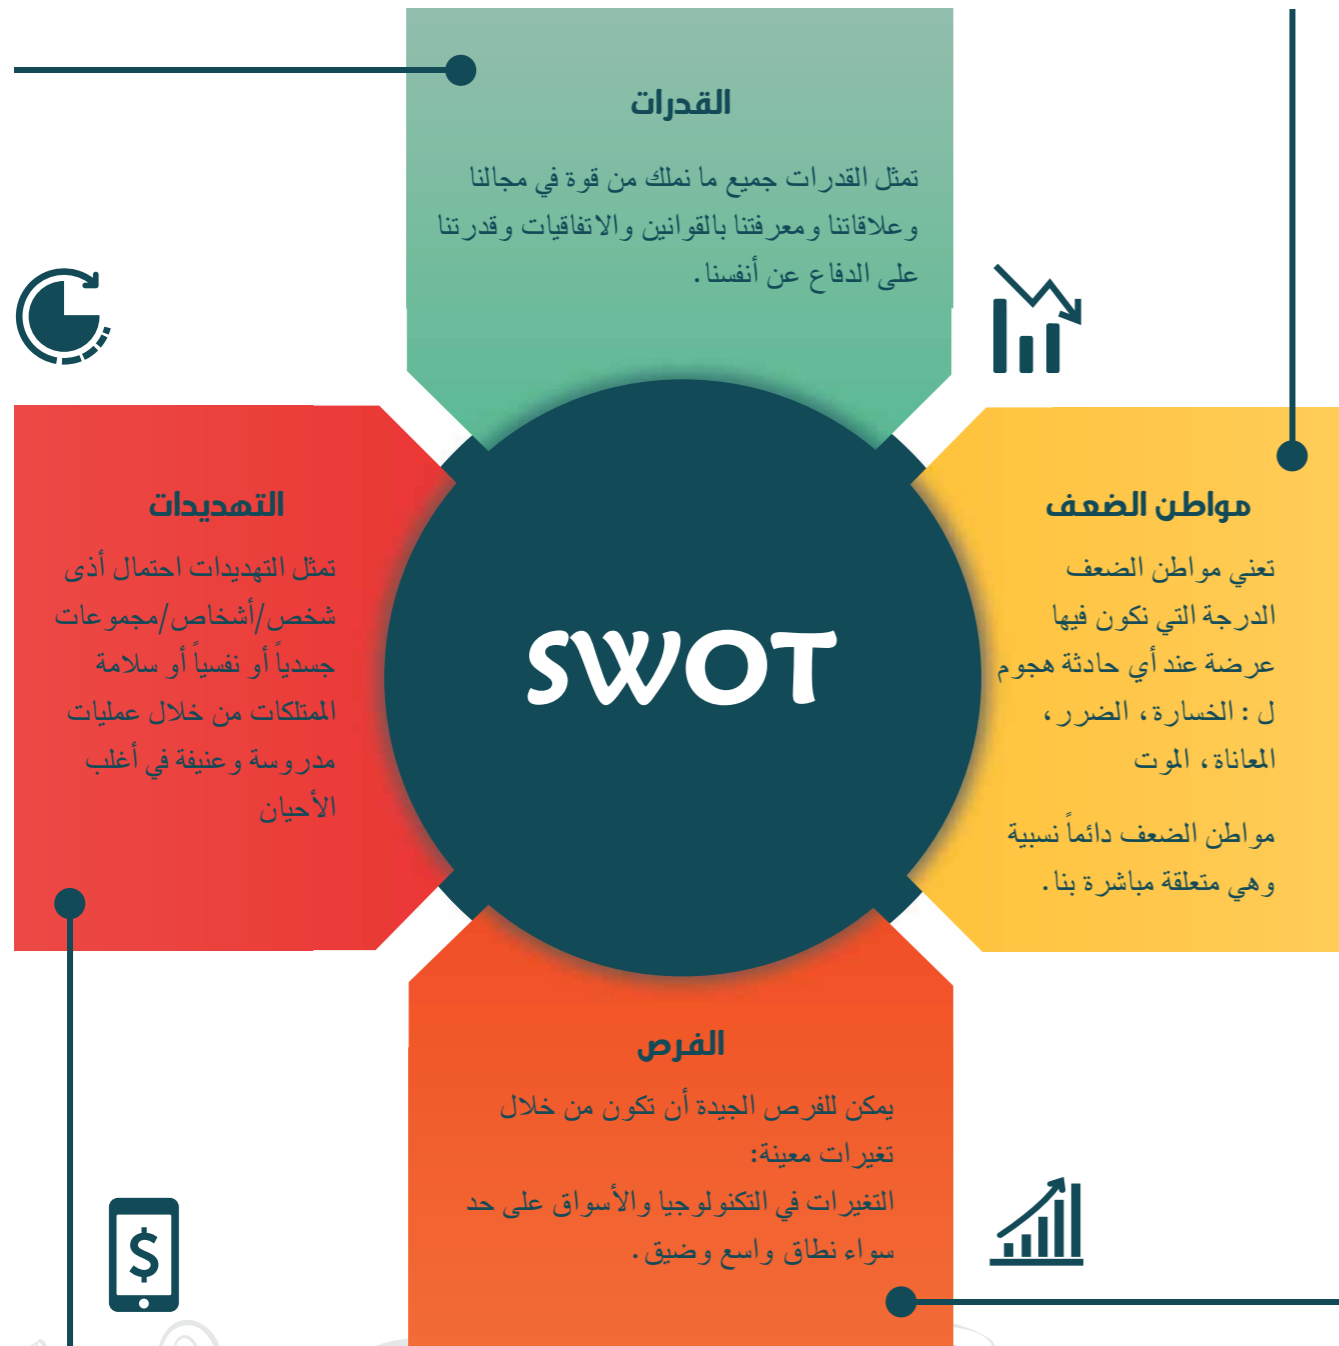 القدرات
تمثل القدرات جميع ما نملك من قوة في مجالنا
وعلاقاتنا ومعرفتنا بالقوانين والاتفاقيات وقدرتنا
على الدفاع عن أنفسنا.
مواطن الضعف
تعني مواطن الضعف
الدرجة التي نكون فيها
عرضة عند أي حادثة هجوم
ل : الخسارة، الضرر،
المعاناة، الموت
مواطن الضعف دائماً نسبية
وهي متعلقة مباشرة بنا.
SWOT
التهديدات
تمثل التهديدات احتمال أذى
شخص/أشخاص/مجموعات
جسدياً أو نفسياً أو سلامة
المتلكات من خلال عمليات
مدروسة وعنيفة في أغلب
الأحيان
الفرص
يمكن للفرص الجيدة أن تكون من خلال
تغيرات معينة:
التغيرات في التكنولوجيا والأسواق على حد
سواء نطاق واسع وضيق.
$